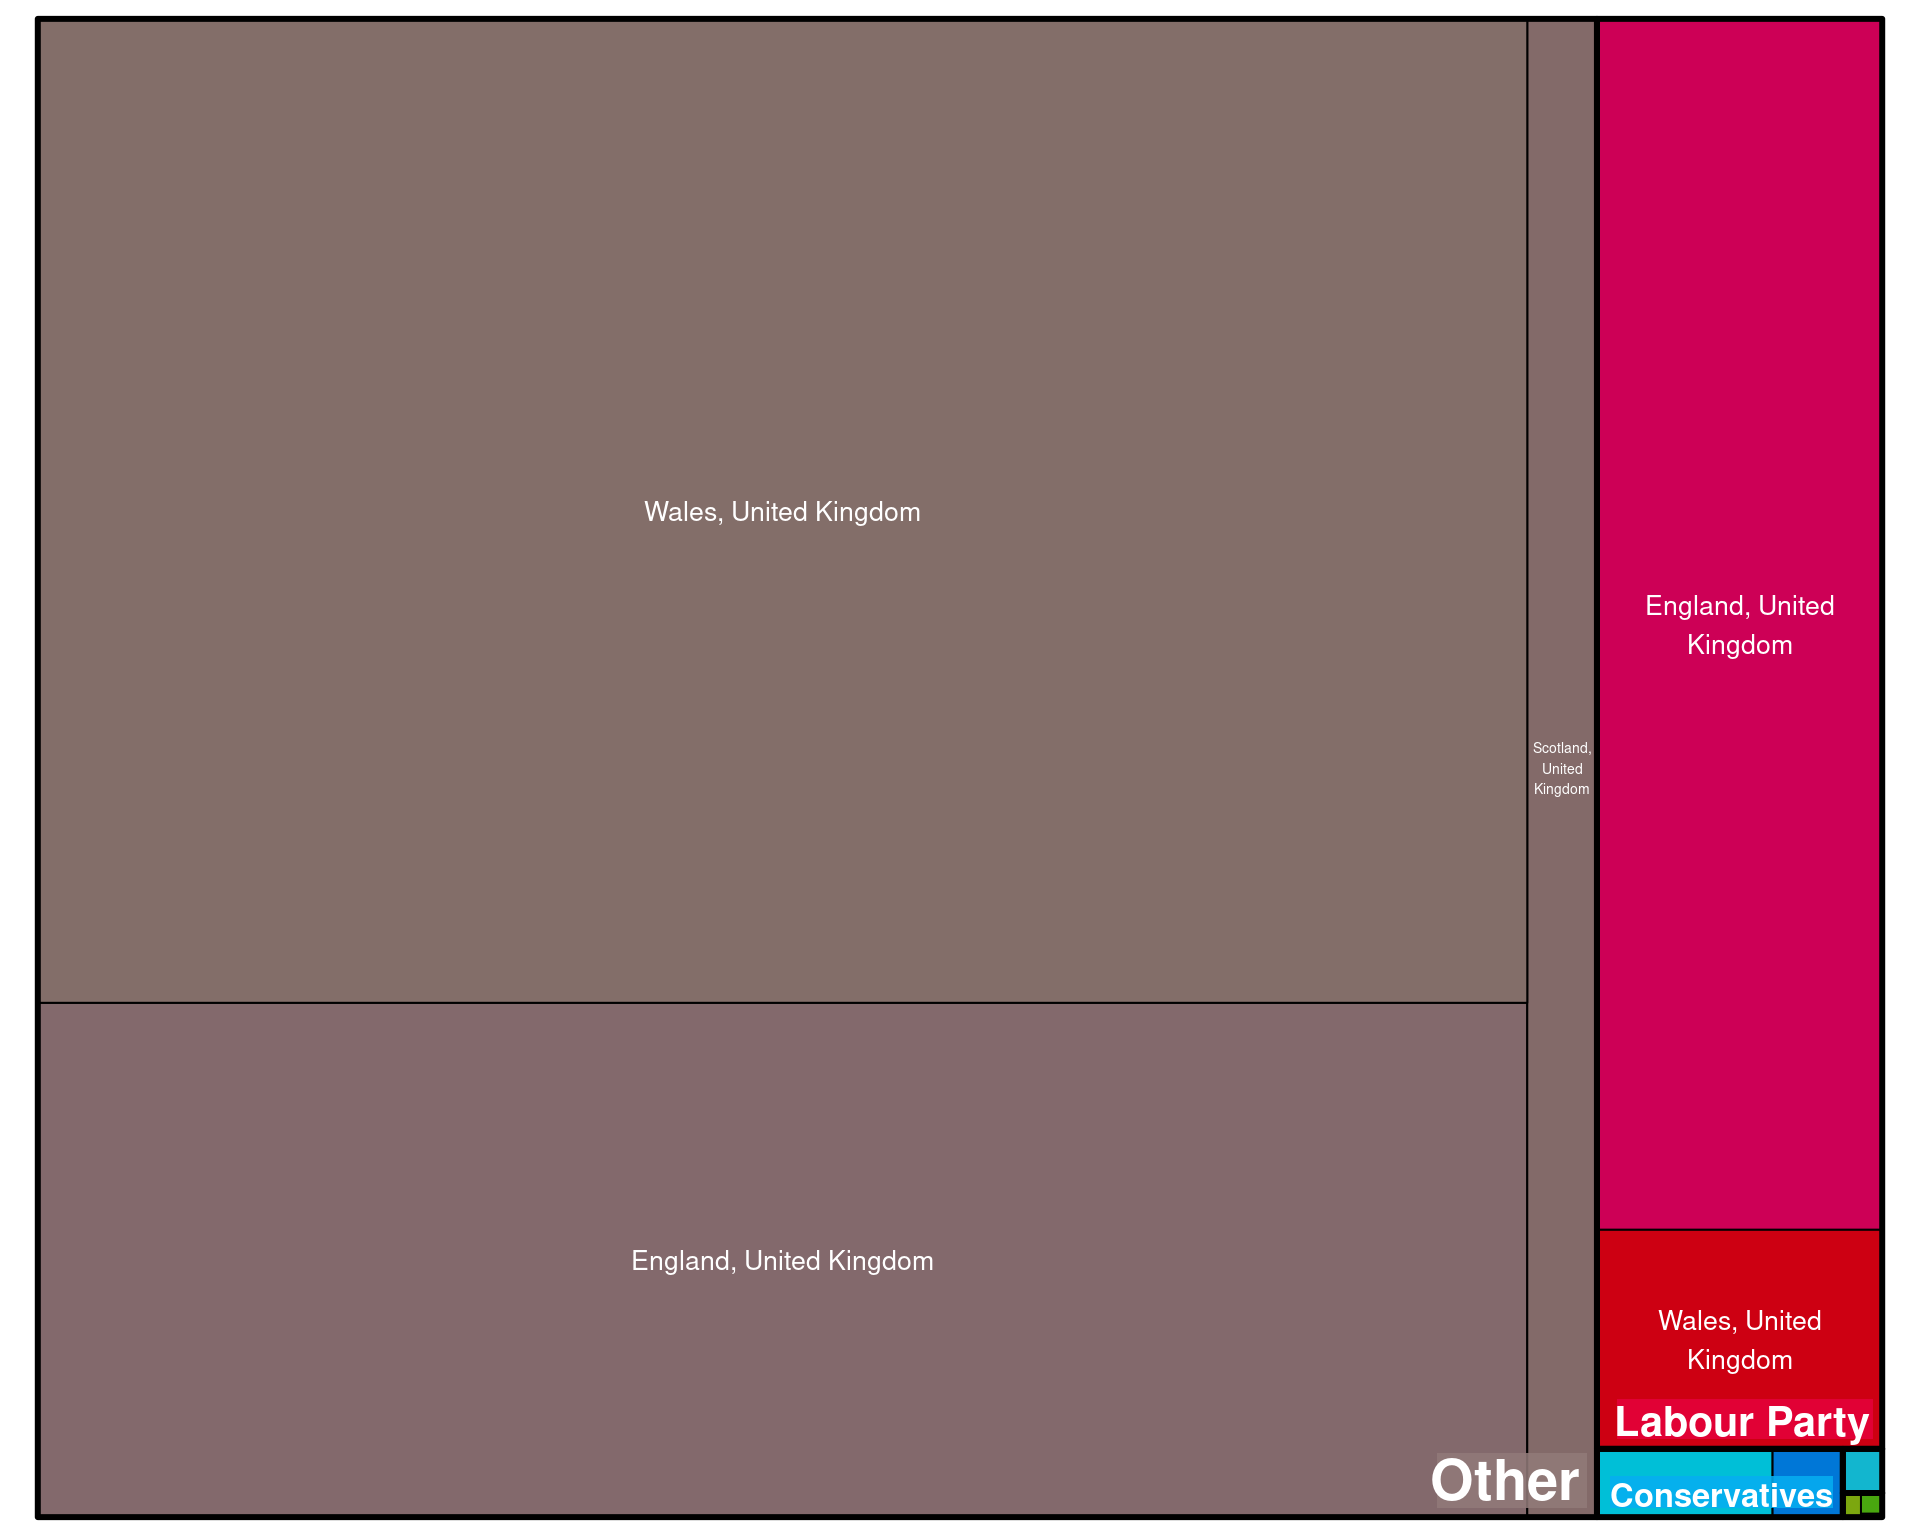 Wales, United Kingdom
England, United
Kingdom
Scotland,
United
Kingdom
England, United Kingdom
Wales, United
Kingdom
Labour Party
Other
Conservatives